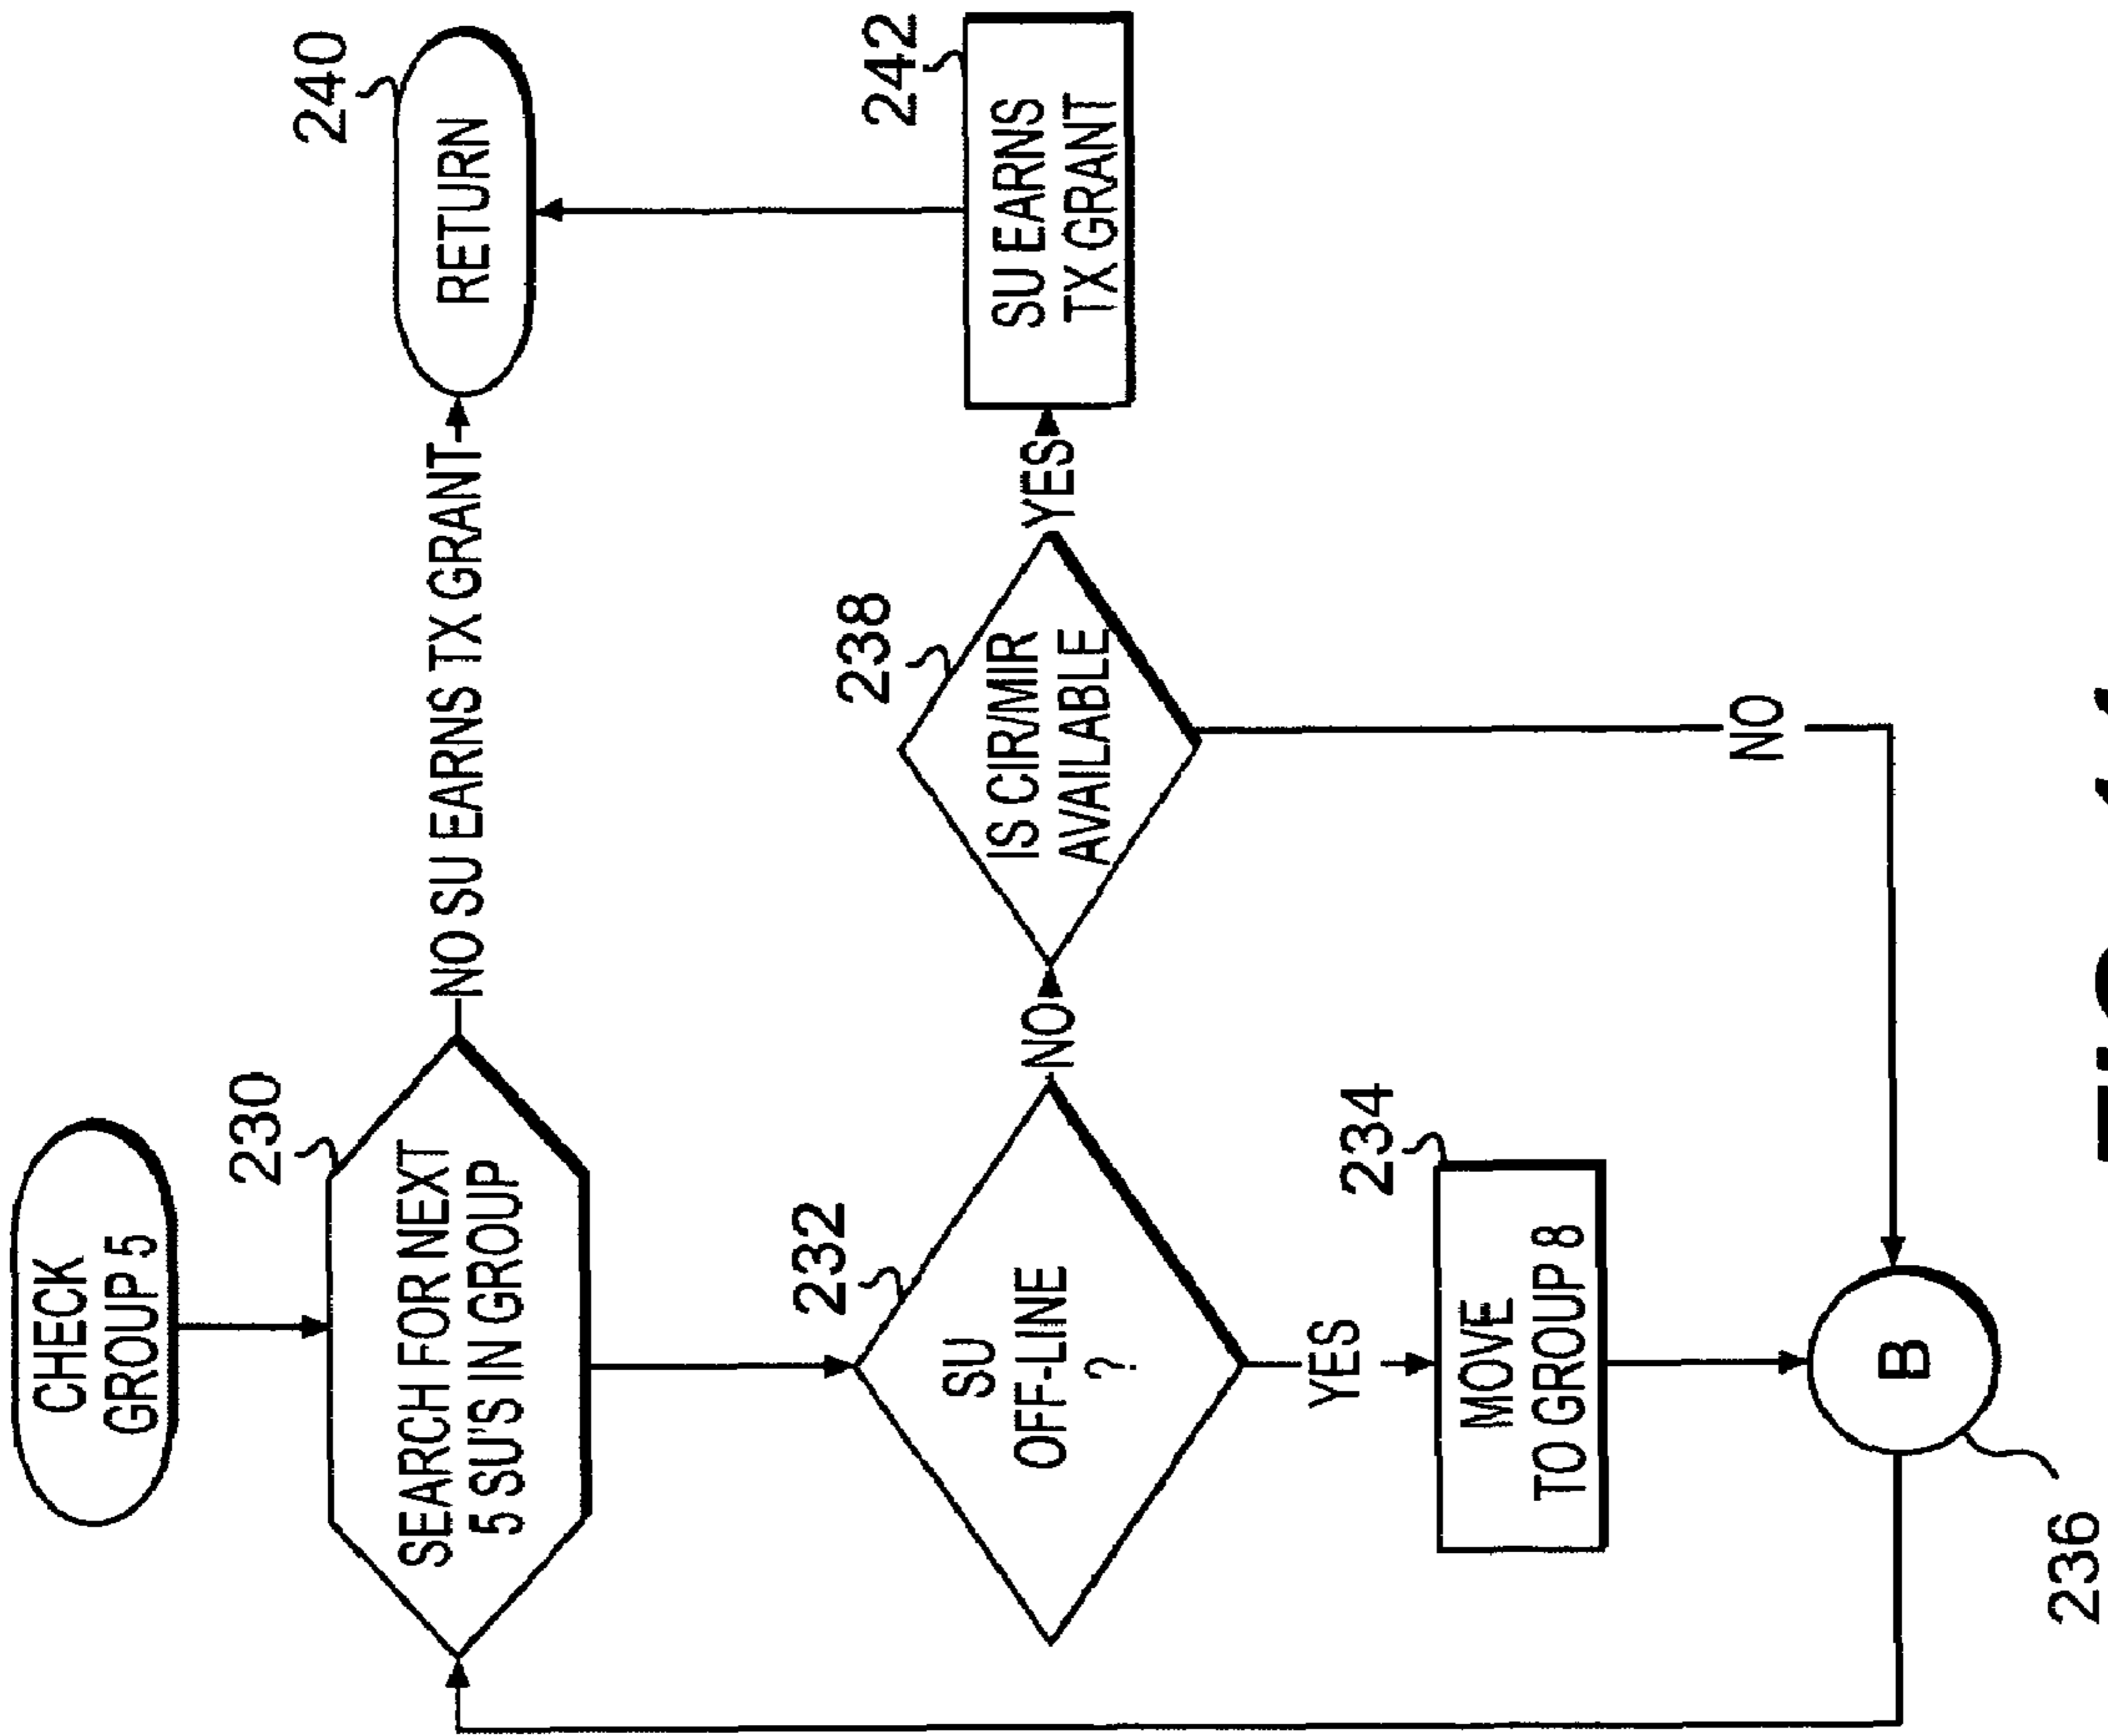 CHECK
GROUP 5
230
SEARCH FOR NEXT
5 SU'S IN GROUP
NO SU EARNS TX GRANT
240
RETURN
232
SU
OFF-LINE
?
NO
238
IS CIR/MIR
AVAILABLE
YES
242
SU EARNS
TX GRANT
YES
234
MOVE
TO GROUP 8
NO
B
236